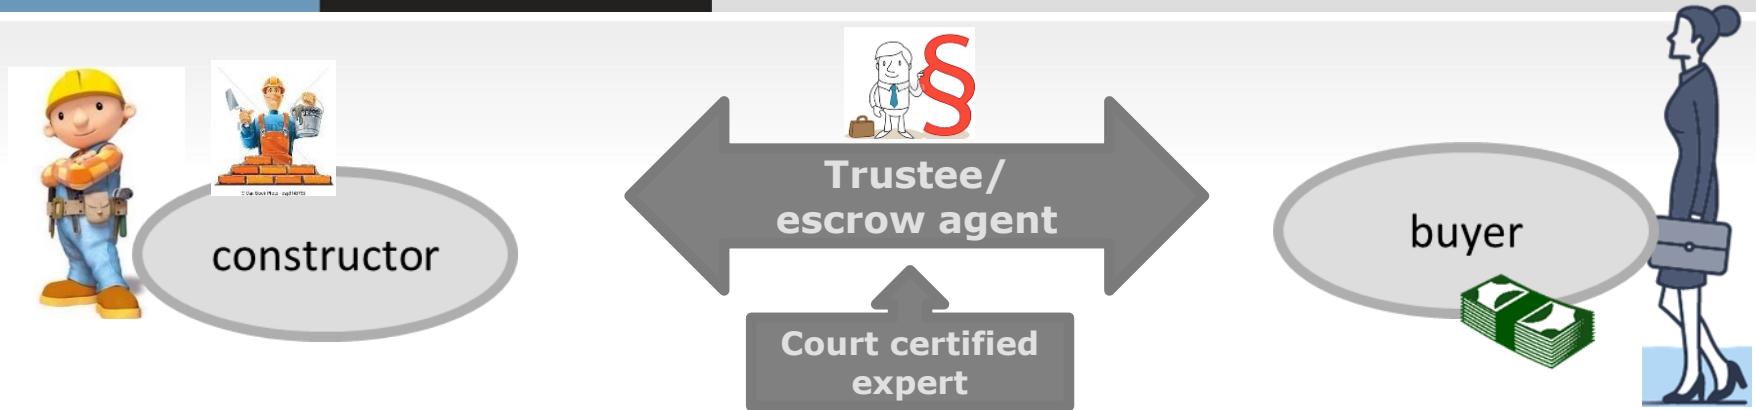 Trustee/
escrow agent
constructor
buyer
Court certified
expert